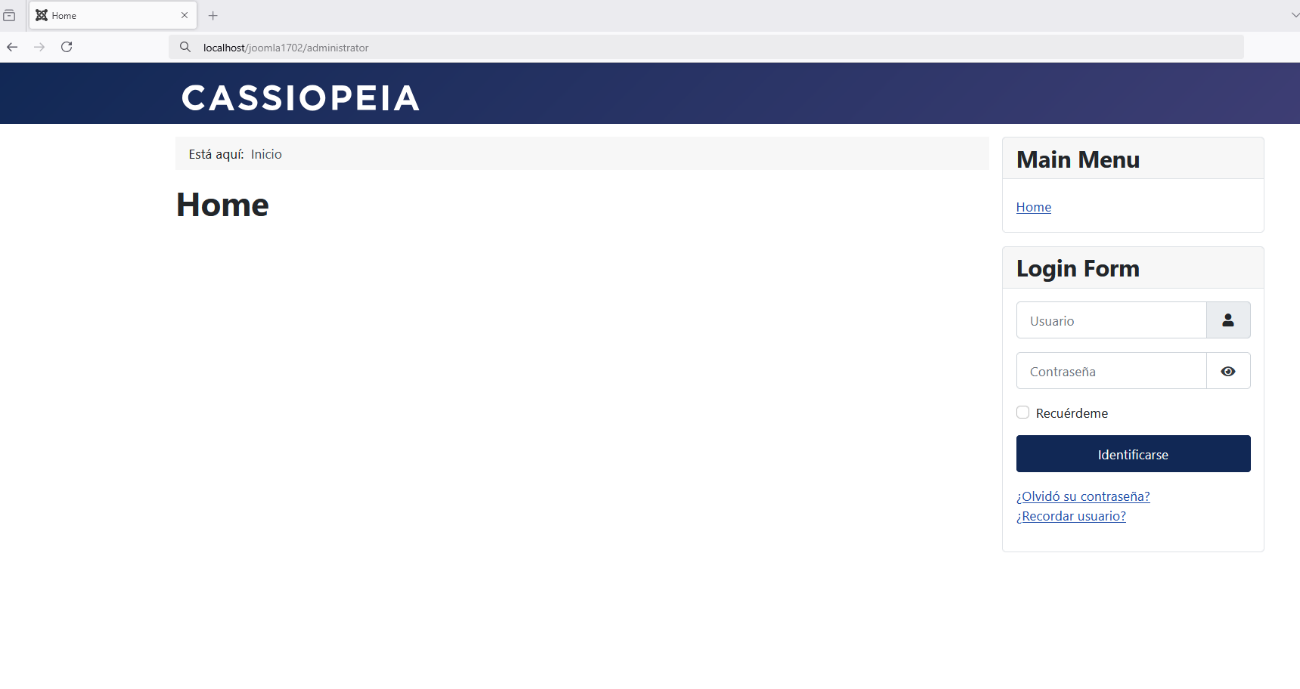 Home
localhost/joomla1702/administrator
CASSIOPEIA
Está aquí: Inicio
Home
Main Menu
Home
Login Form
Usuario
Contraseña
Recuérdeme
Identificarse
¿Olvidó su contraseña?
¿Recordar usuario?